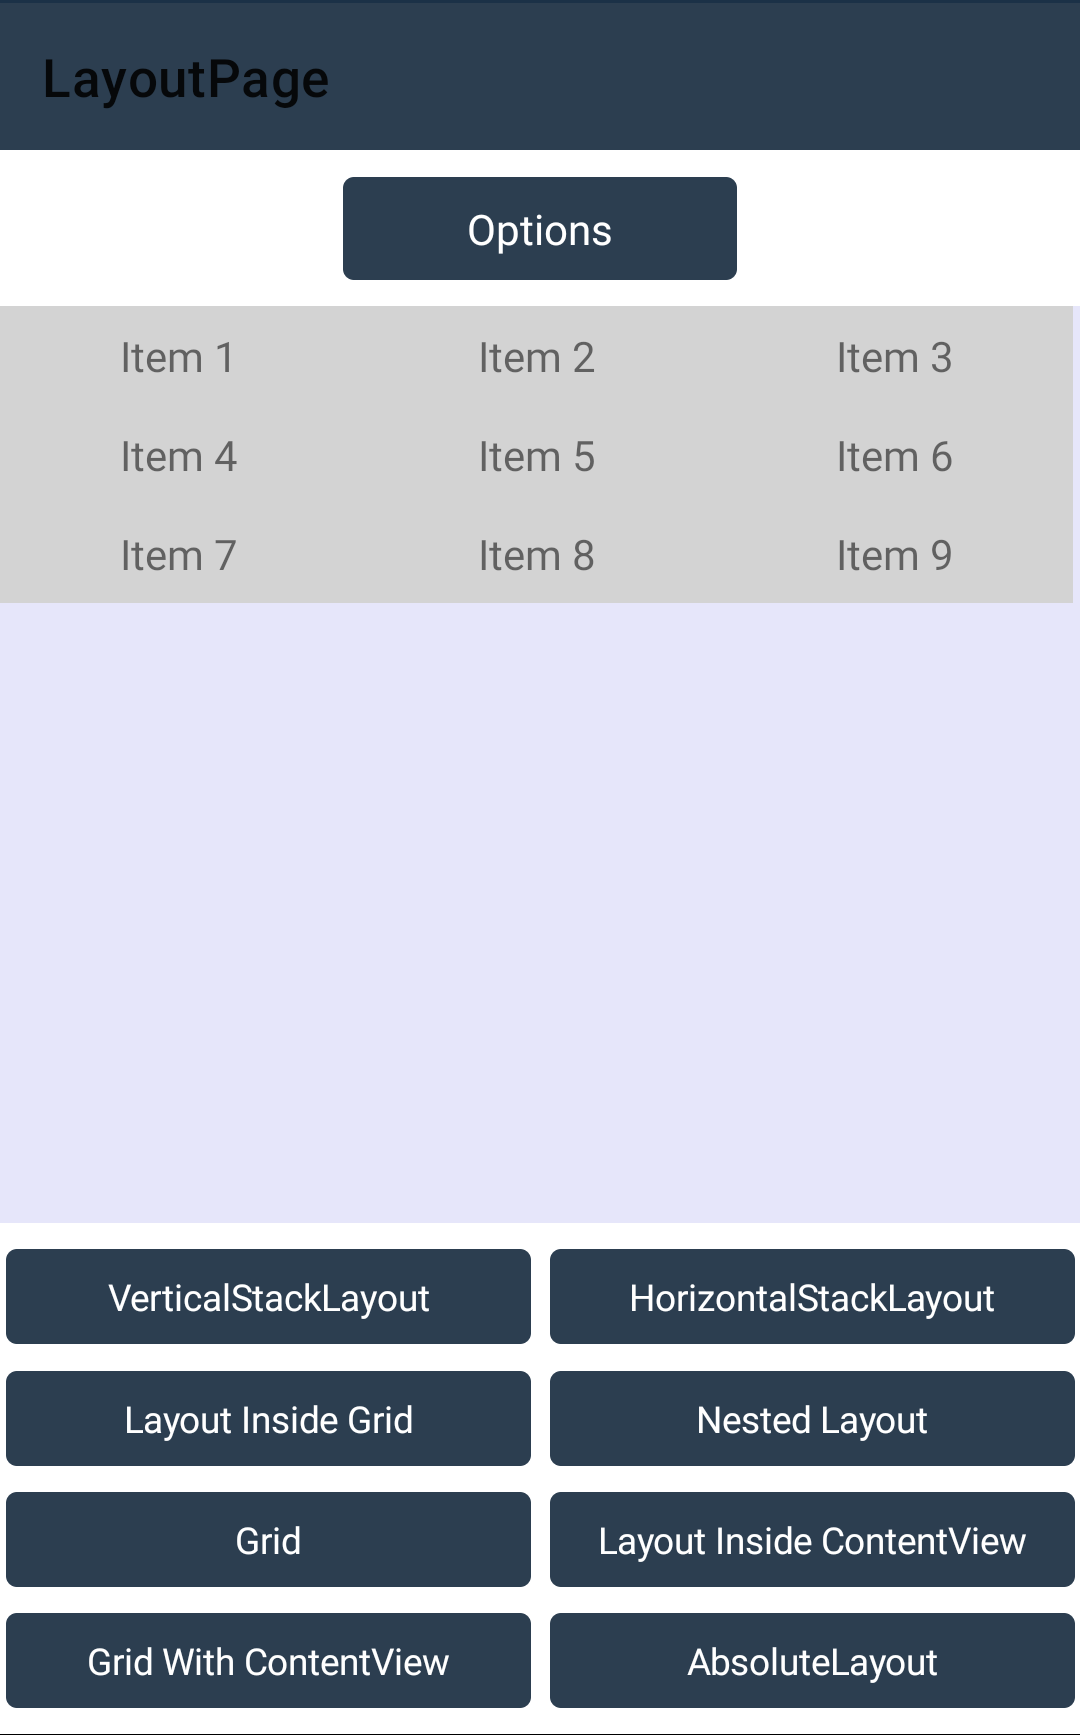 LayoutPage
Options
Item 1 Item 2 Item 3
Item 4 Item 5 Item 6
Item 7 Item 8 Item 9
VerticalStackLayout HorizontalStackLayout
Layout Inside Grid Nested Layout
Grid Layout Inside ContentView
Grid With ContentView AbsoluteLayout